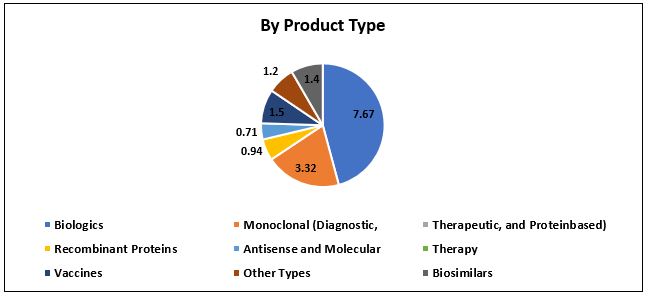 By Product Type
1.2
1.4
7.67
1.5
0.71
0.94
3.32
Biologics
Monoclonal (Diagnostic,
Therapeutic, and Proteinbased)
Recombinant Proteins
Antisense and Molecular
Therapy
Vaccines
Other Types
Biosimilars